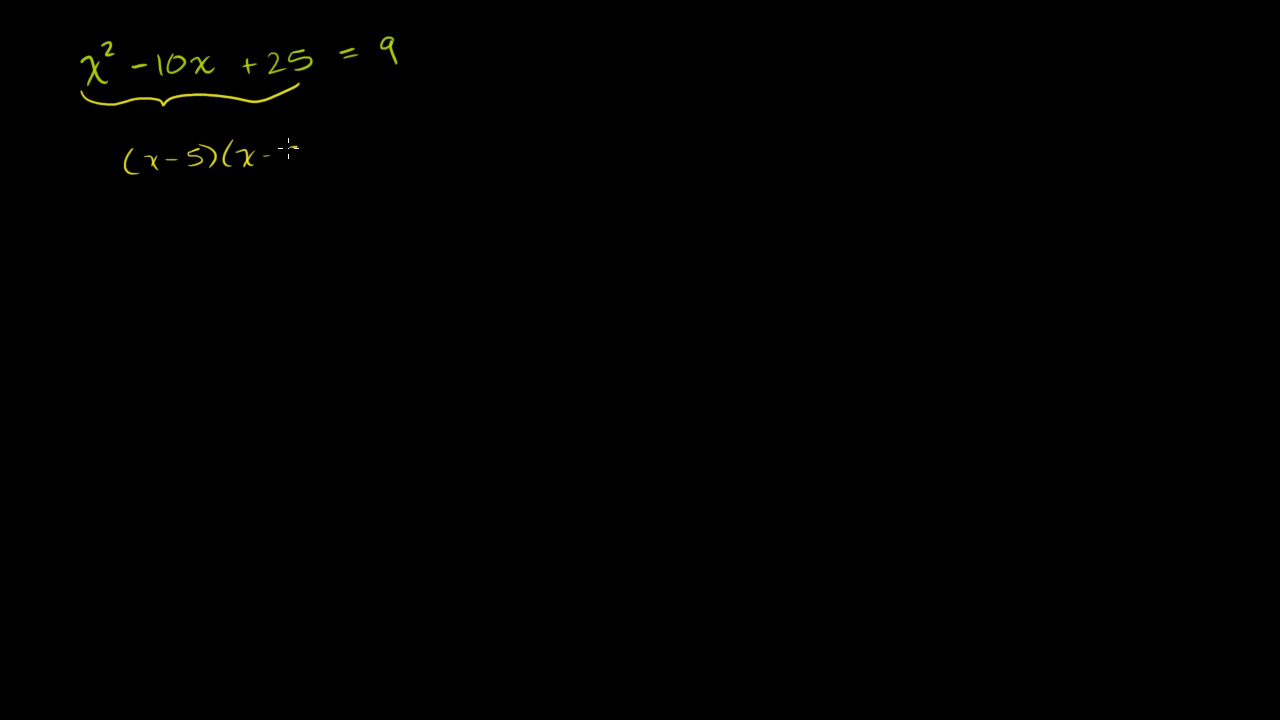 x² - 10x + 25 = 9
(x - 5)(x -